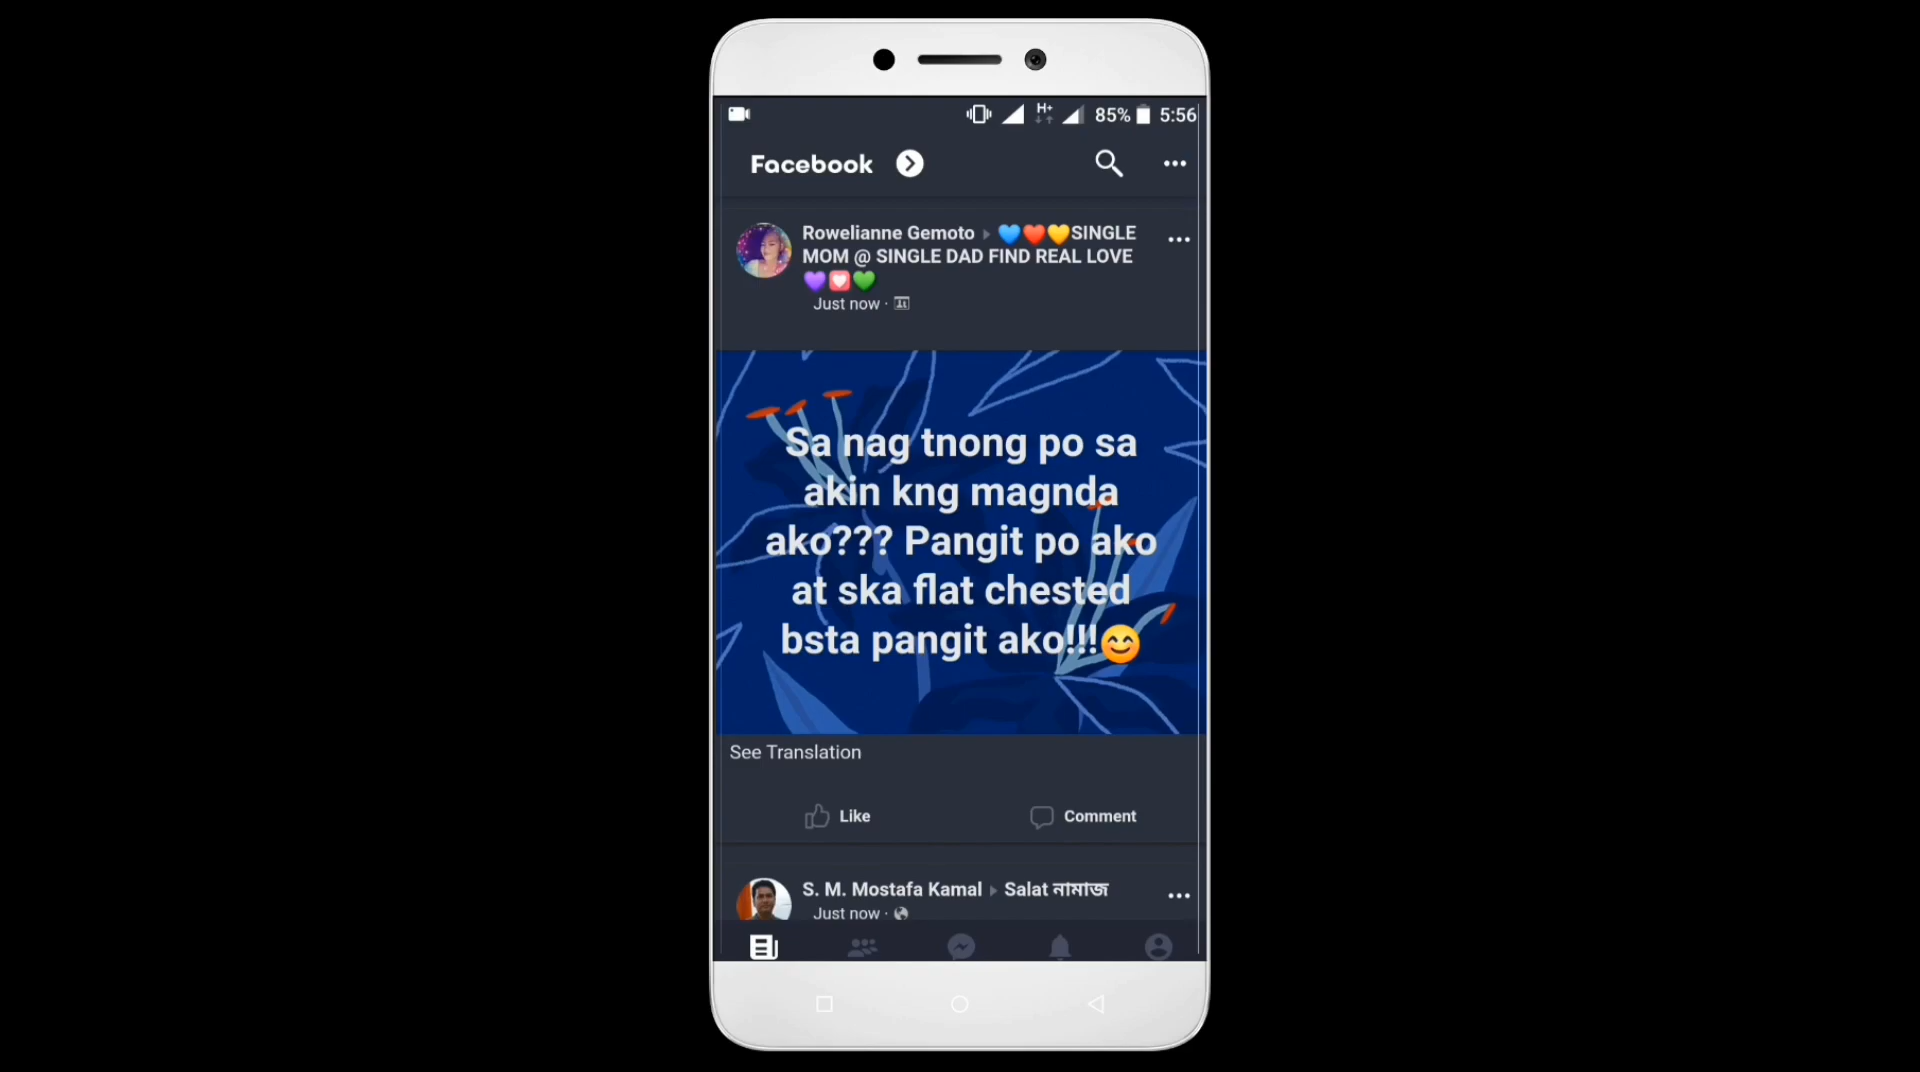 H+
85% 5:56
Facebook
Rowelianne Gemoto ▸ 💙❤️💛SINGLE
MOM @ SINGLE DAD FIND REAL LOVE
💜💟💚
Just now ·
Sa nag tnong po sa
akin kng magnda
ako??? Pangit po ako
at ska flat chested
bsta pangit ako!!!😊
See Translation
Like
Comment
S. M. Mostafa Kamal ▸ Salat নামাজ
Just now ·